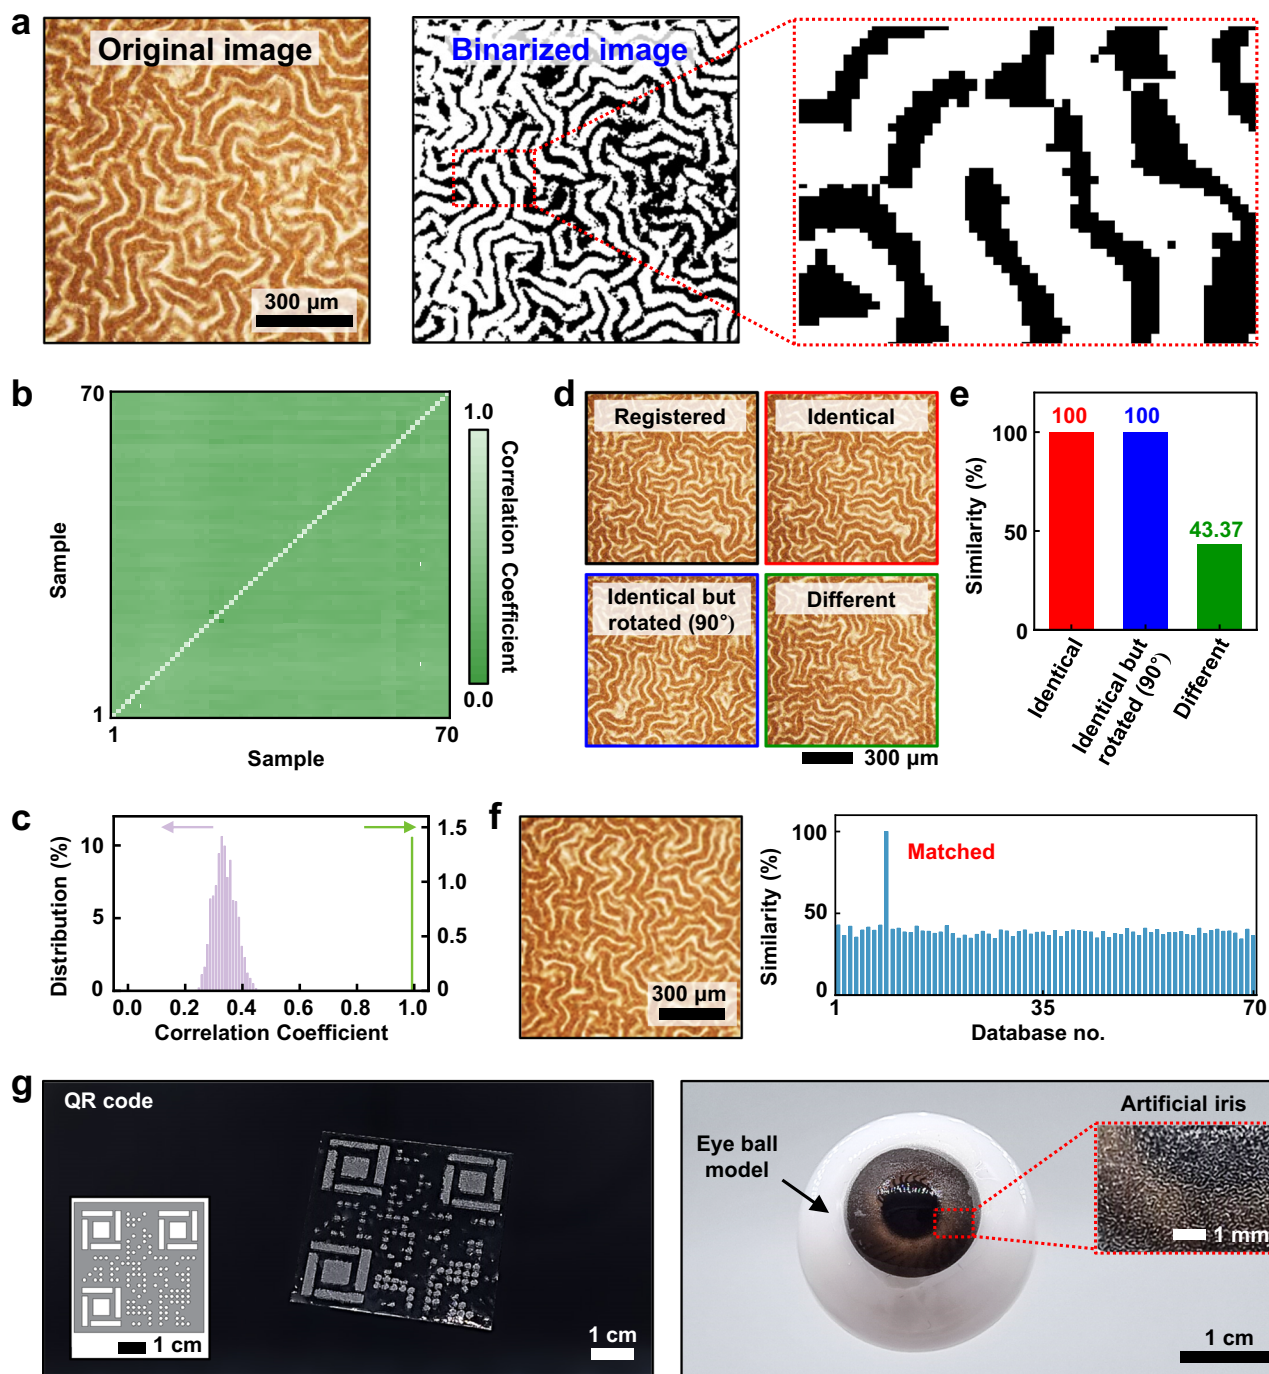 a
Original image
300 µm
Binarized image
b
70
Sample
1
1
70
Sample
1.0
0.0
Correlation Coefficient
d
Registered
Identical
Identical but
rotated (90°)
Different
300 µm
e
100
100
43.37
100
50
0
Similarity (%)
Identical
Identical but
rotated (90°)
Different
c
Distribution (%)
10
5
0
1.5
1.0
0.5
0
0.0 0.2 0.4 0.6 0.8 1.0
Correlation Coefficient
f
300 µm
Similarity (%)
100
50
0
Matched
1 35 70
Database no.
g
QR code
1 cm
1 cm
Eye ball
model
Artificial iris
1 mm
1 cm